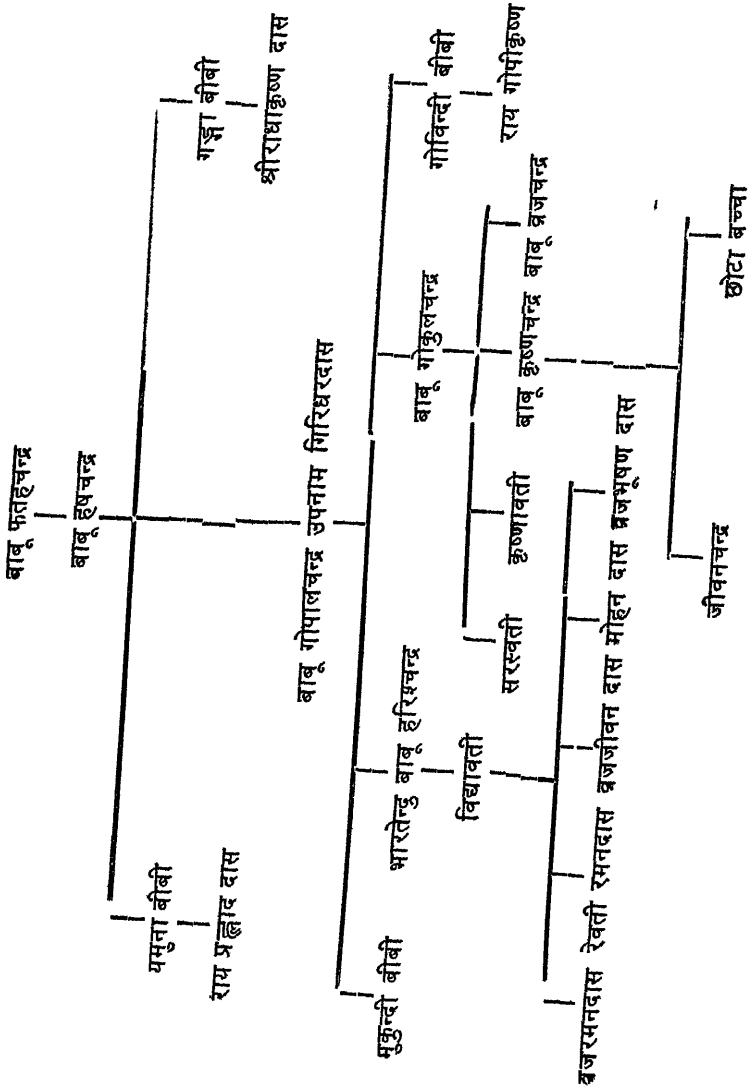 बाबू फतहचन्द्र
बाबू हर्षचन्द्र
यमुना बीबी गङ्गा बीबी
राय प्रह्लाद दास श्रीराधाकृष्ण दास
बाबू गोपालचन्द्र उपनाम गिरिधरदास
मुकुन्दी बीबी भारतेन्दु बाबू हरिश्चन्द्र बाबू गोकुलचन्द्र गोविन्दी बीबी
विद्यावती सरस्वती कृष्णावती बाबू कृष्णचन्द्र बाबू व्रजचन्द्र राय गोपीकृष्ण
व्रजरमनदास रेवती रमनदास व्रजजीवन दास मोहन दास व्रजभूषण दास
जीवनचन्द्र छोटा बच्चा